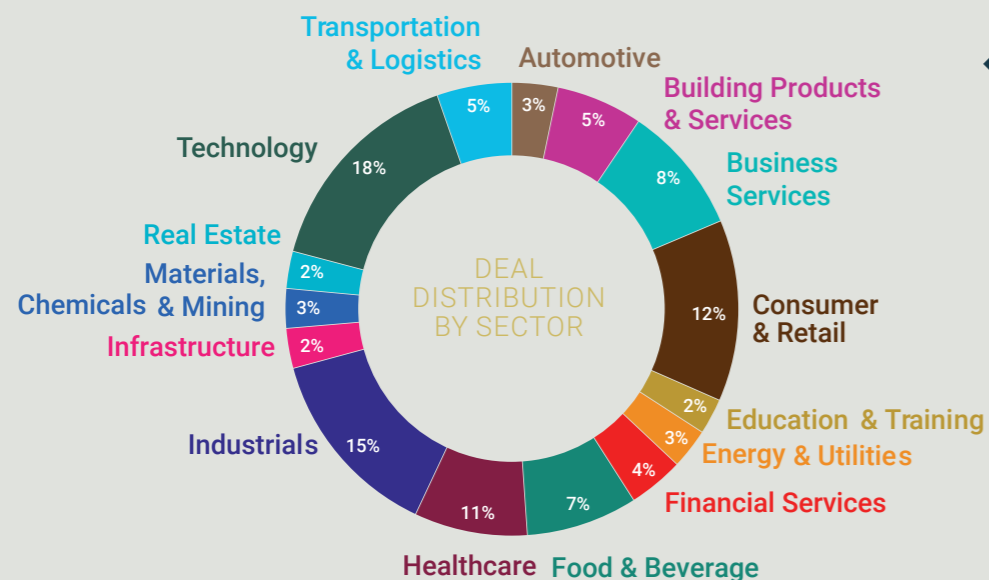 Transportation
& Logistics
5%
Automotive
3%
Building Products
& Services
5%
Business
Services
8%
Consumer
& Retail
12%
Education & Training
2%
Energy & Utilities
3%
Financial Services
4%
Food & Beverage
7%
Healthcare
11%
Industrials
15%
Infrastructure
2%
Materials,
Chemicals & Mining
3%
Real Estate
2%
Technology
18%
DEAL
DISTRIBUTION
BY SECTOR